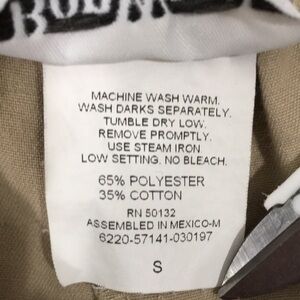 MACHINE WASH WARM.
WASH DARKS SEPARATELY.
TUMBLE DRY LOW.
REMOVE PROMPTLY.
USE STEAM IRON
LOW SETTING. NO BLEACH.
65% POLYESTER
35% COTTON
RN 50132
ASSEMBLED IN MEXICO-M
6220-57141-030197
S